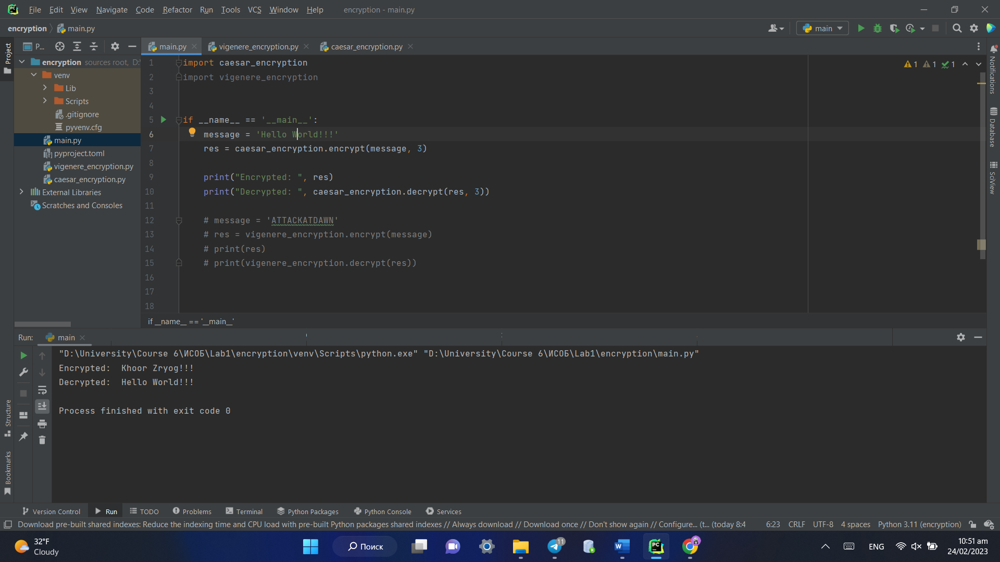 File Edit View Navigate Code Refactor Run Tools VCS Window Help encryption - main.py
encryption main.py main
Project P... main.py vigenere_encryption.py caesar_encryption.py
encryption sources root, D:\
venv
Lib
Scripts
.gitignore
pyvenv.cfg
main.py
pyproject.toml
vigenere_encryption.py
caesar_encryption.py
External Libraries
Scratches and Consoles
1 import caesar_encryption
2 import vigenere_encryption
3
4
5 if __name__ == '__main__':
6 message = 'Hello World!!!'
7 res = caesar_encryption.encrypt(message, 3)
8
9 print("Encrypted: ", res)
10 print("Decrypted: ", caesar_encryption.decrypt(res, 3))
11
12 # message = 'ATTACKATDAWN'
13 # res = vigenere_encryption.encrypt(message)
14 # print(res)
15 # print(vigenere_encryption.decrypt(res))
16
17
18
1 1 1
if __name__ == '__main__'
Notifications
Database
SciView
Run: main
"D:\University\Course 6\ИСОБ\Lab1\encryption\venv\Scripts\python.exe" "D:\University\Course 6\ИСОБ\Lab1\encryption\main.py"
Encrypted:  Khoor Zryog!!!
Decrypted:  Hello World!!!
Process finished with exit code 0
Structure
Bookmarks
Version Control Run TODO Problems Terminal Python Packages Python Console Services
Download pre-built shared indexes: Reduce the indexing time and CPU load with pre-built Python packages shared indexes // Always download // Download once // Don't show again // Configure... (t... (today 8:4 6:23 CRLF UTF-8 4 spaces Python 3.11 (encryption)
32°F
Cloudy
Поиск
11
ENG
10:51 am
24/02/2023